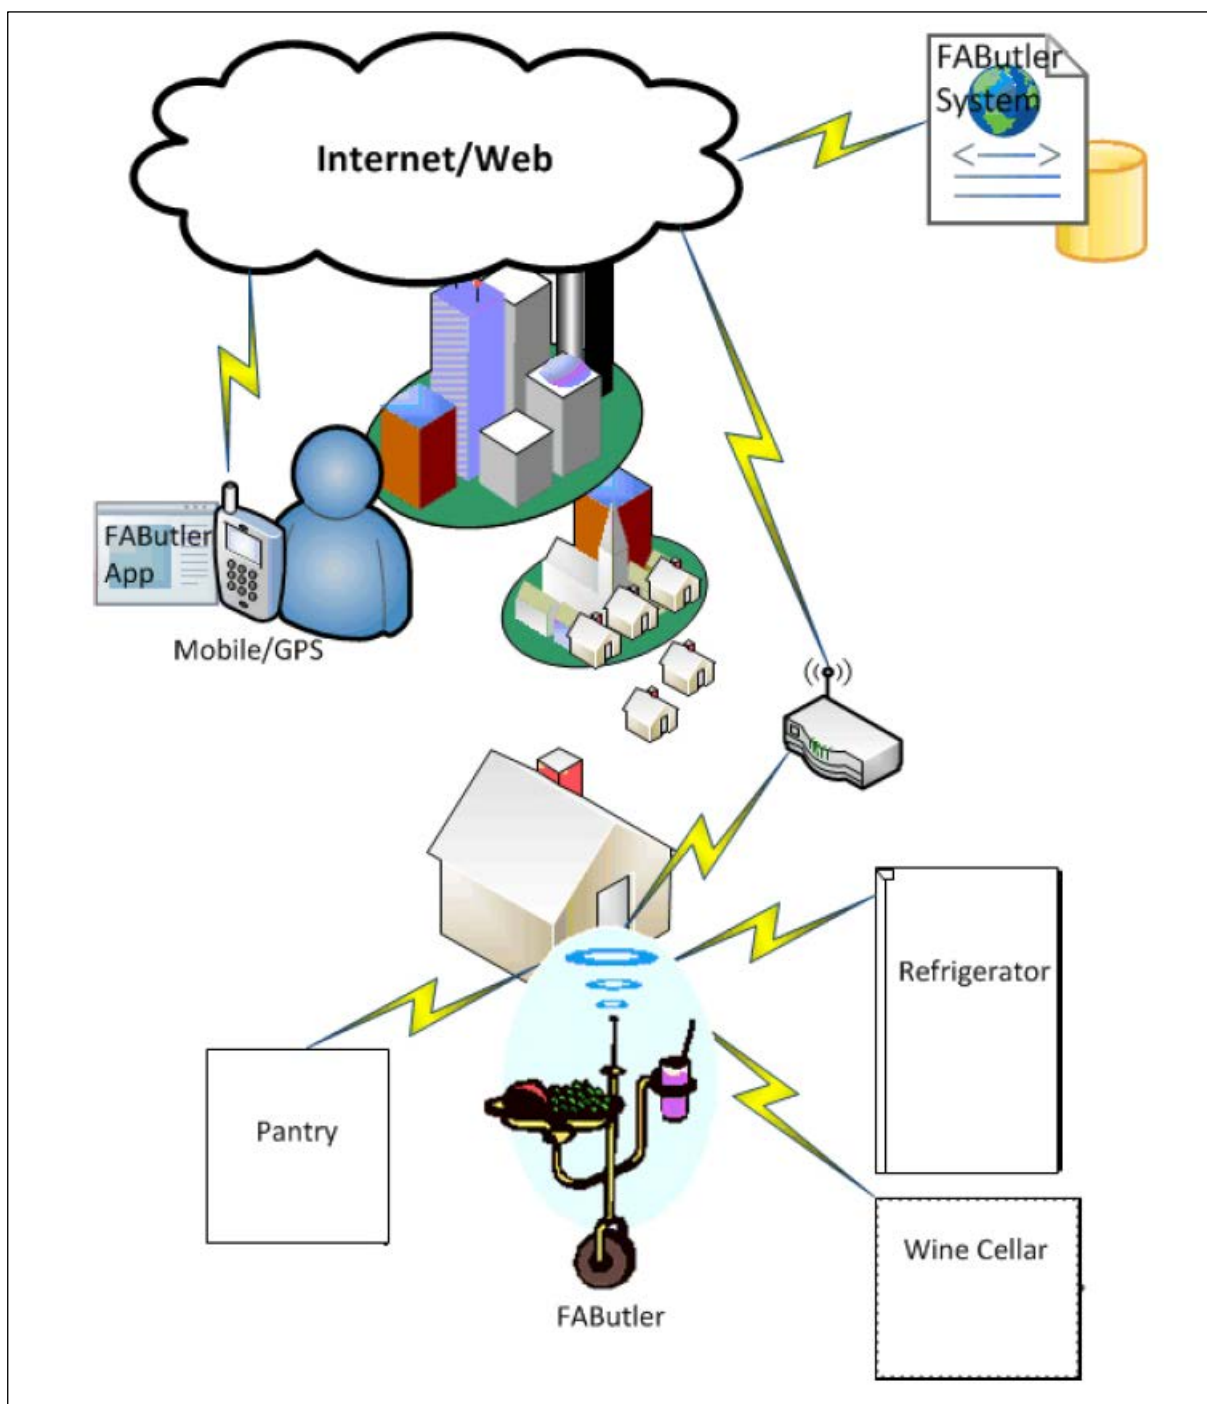 Internet/Web
FAButler
System
FAButler
App
Mobile/GPS
Refrigerator
Pantry
Wine Cellar
FAButler